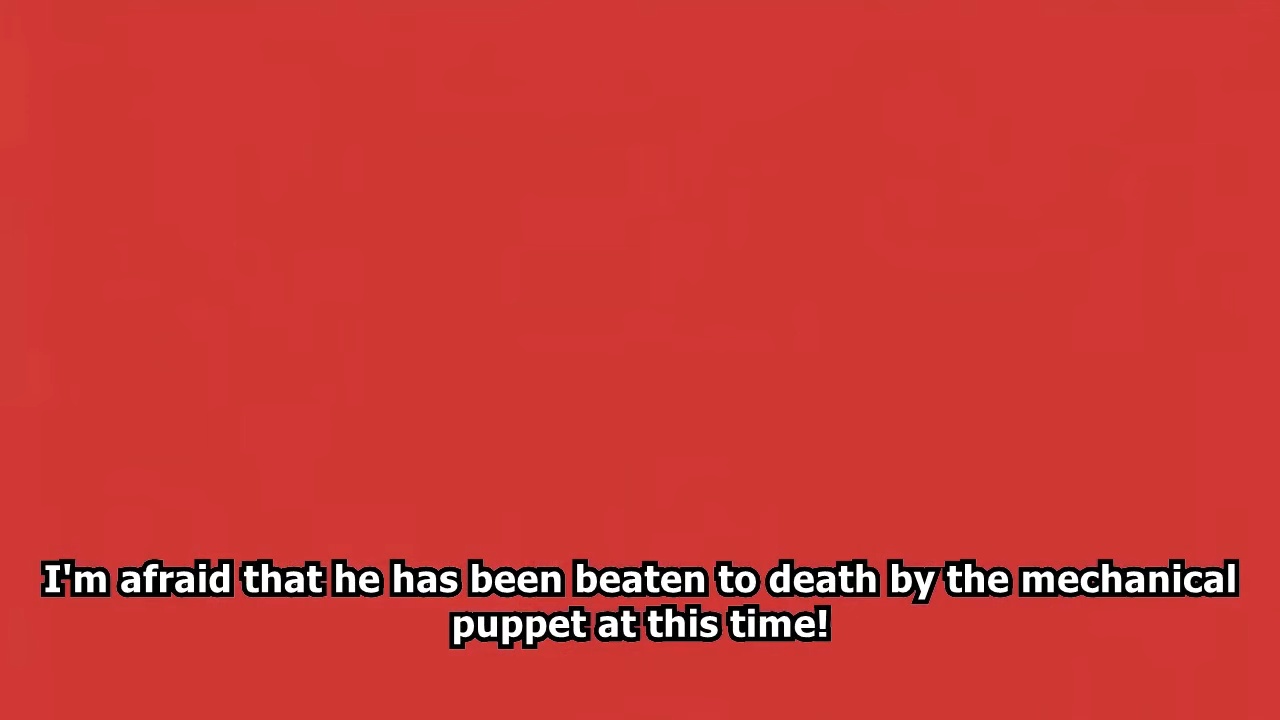 I'm afraid that he has been beaten to death by the mechanical
puppet at this time!